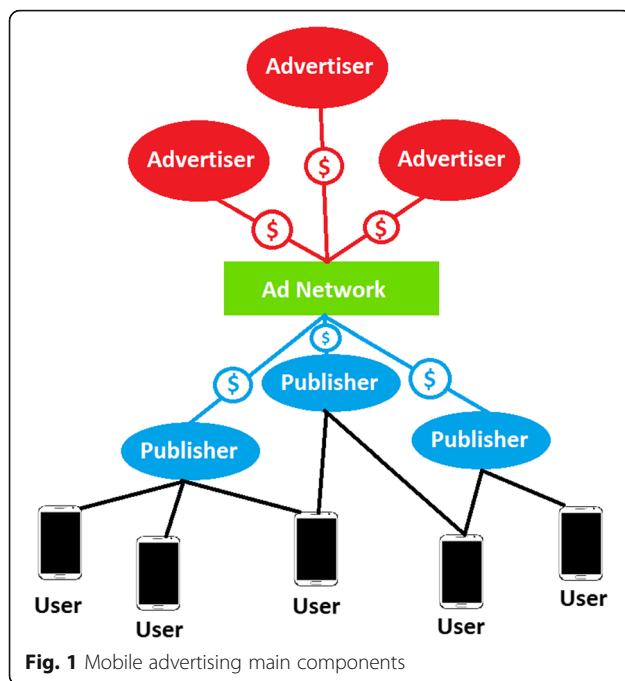 Advertiser
Advertiser
Advertiser
$
$
$
Ad Network
$
$
$
Publisher
Publisher
Publisher
User
User
User
User
User
Fig. 1 Mobile advertising main components